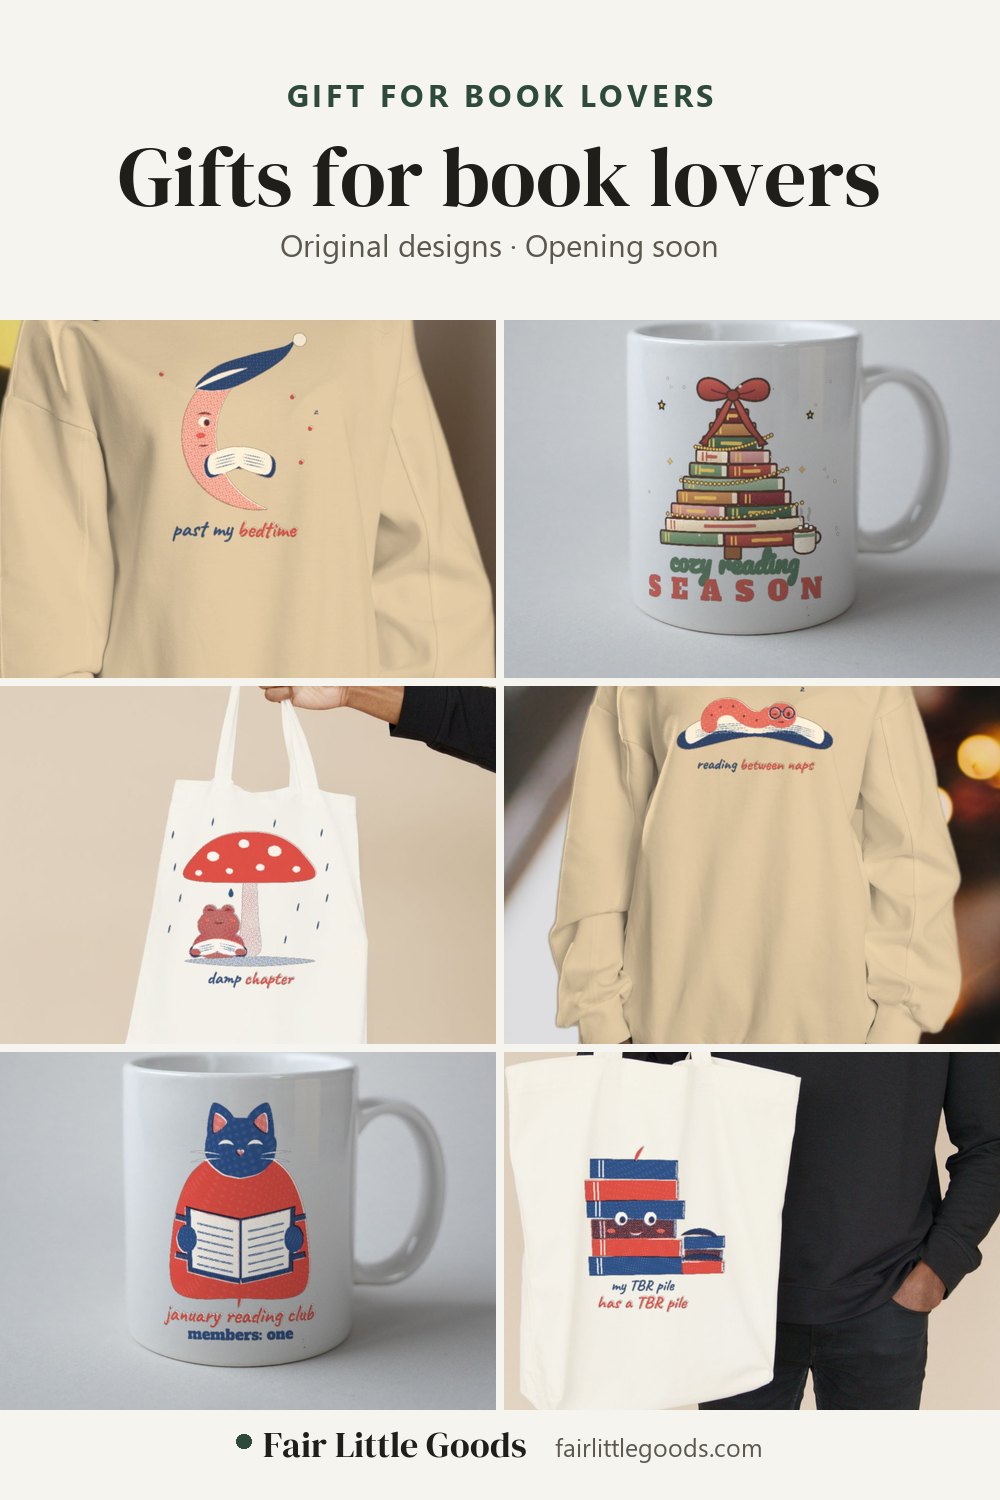 GIFT FOR BOOK LOVERS
Gifts for book lovers
Original designs · Opening soon
past my bedtime
cozy reading
SEASON
damp chapter
z
reading between naps
january reading club
members: one
my TBR pile
has a TBR pile
Fair Little Goods
fairlittlegoods.com